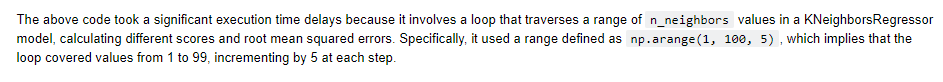 The above code took a significant execution time delays because it involves a loop that traverses a range of n_neighbors values in a KNeighborsRegressor
model, calculating different scores and root mean squared errors. Specifically, it used a range defined as np.arange(1, 100, 5) , which implies that the
loop covered values from 1 to 99, incrementing by 5 at each step.